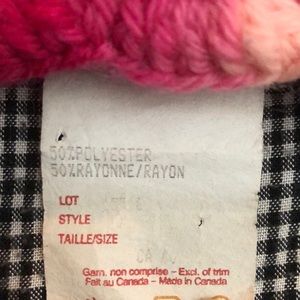 50%POLYESTER
50%RAYONNE/RAYON
LOT
STYLE
TAILLE/SIZE
Garn. non comprise - Excl. of trim
Fait au Canada - Made in Canada